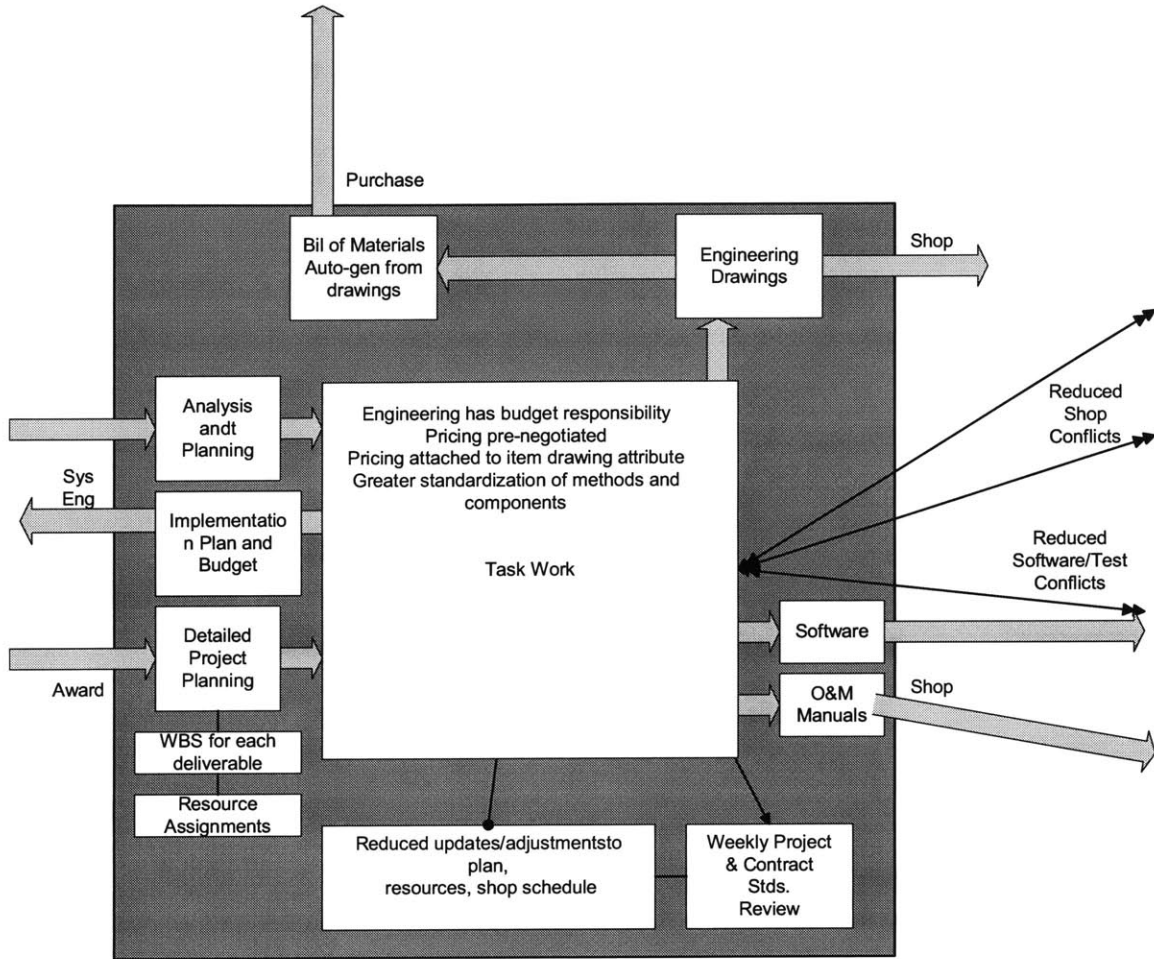 Purchase
Bil of Materials
Auto-gen from
drawings
Engineering
Drawings
Shop
Analysis
andt
Planning
Engineering has budget responsibility
Pricing pre-negotiated
Pricing attached to item drawing attribute
Greater standardization of methods and
components
Task Work
Reduced
Shop
Conflicts
Sys
Eng
Implementatio
n Plan and
Budget
Reduced
Software/Test
Conflicts
Detailed
Project
Planning
Award
Software
O&M
Manuals
Shop
WBS for each
deliverable
Resource
Assignments
Reduced updates/adjustmentsto
plan,
resources, shop schedule
Weekly Project
& Contract
Stds.
Review